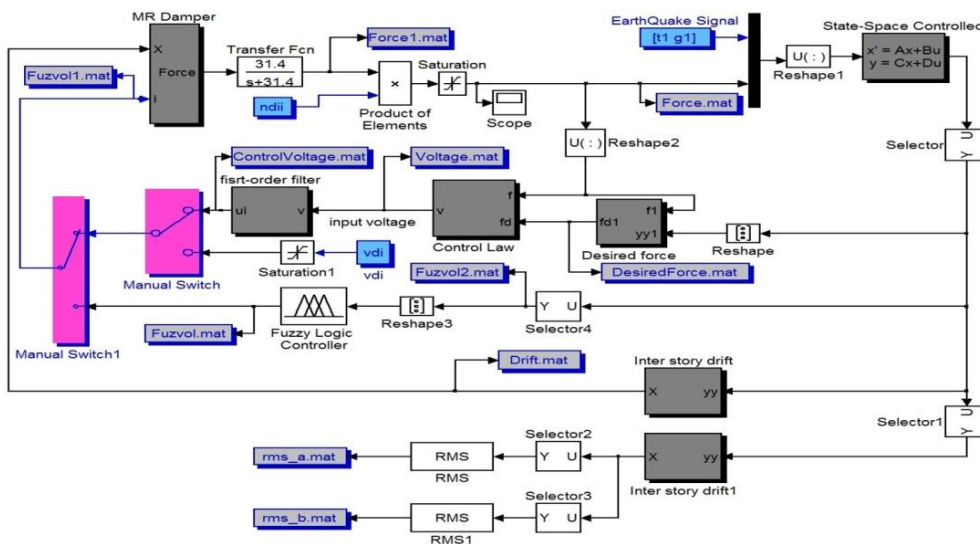 MR Damper
X
Force
i
Fuzvol1.mat
Transfer Fcn
31.4
s+31.4
Force1.mat
ndii
x
Product of
Elements
Saturation
Scope
EarthQuake Signal
[t1 g1]
Force.mat
U( : )
Reshape1
State-Space Controlled
x' = Ax+Bu
y = Cx+Du
U
Y
Selector
U( : )
Reshape2
ControlVoltage.mat
Voltage.mat
fisrt-order filter
ui
v
input voltage
v
f
fd
Control Law
f1
fd1
yy1
Desired force
Reshape
DesiredForce.mat
Manual Switch
Saturation1
vdi
vdi
Fuzvol2.mat
Y U
Selector4
Reshape3
Fuzzy Logic
Controller
Fuzvol.mat
Manual Switch1
Drift.mat
Inter story drift
X
yy
Selector1
U
Y
Inter story drift1
X
yy
Selector2
Y U
RMS
RMS
rms_a.mat
Selector3
Y U
RMS
RMS1
rms_b.mat